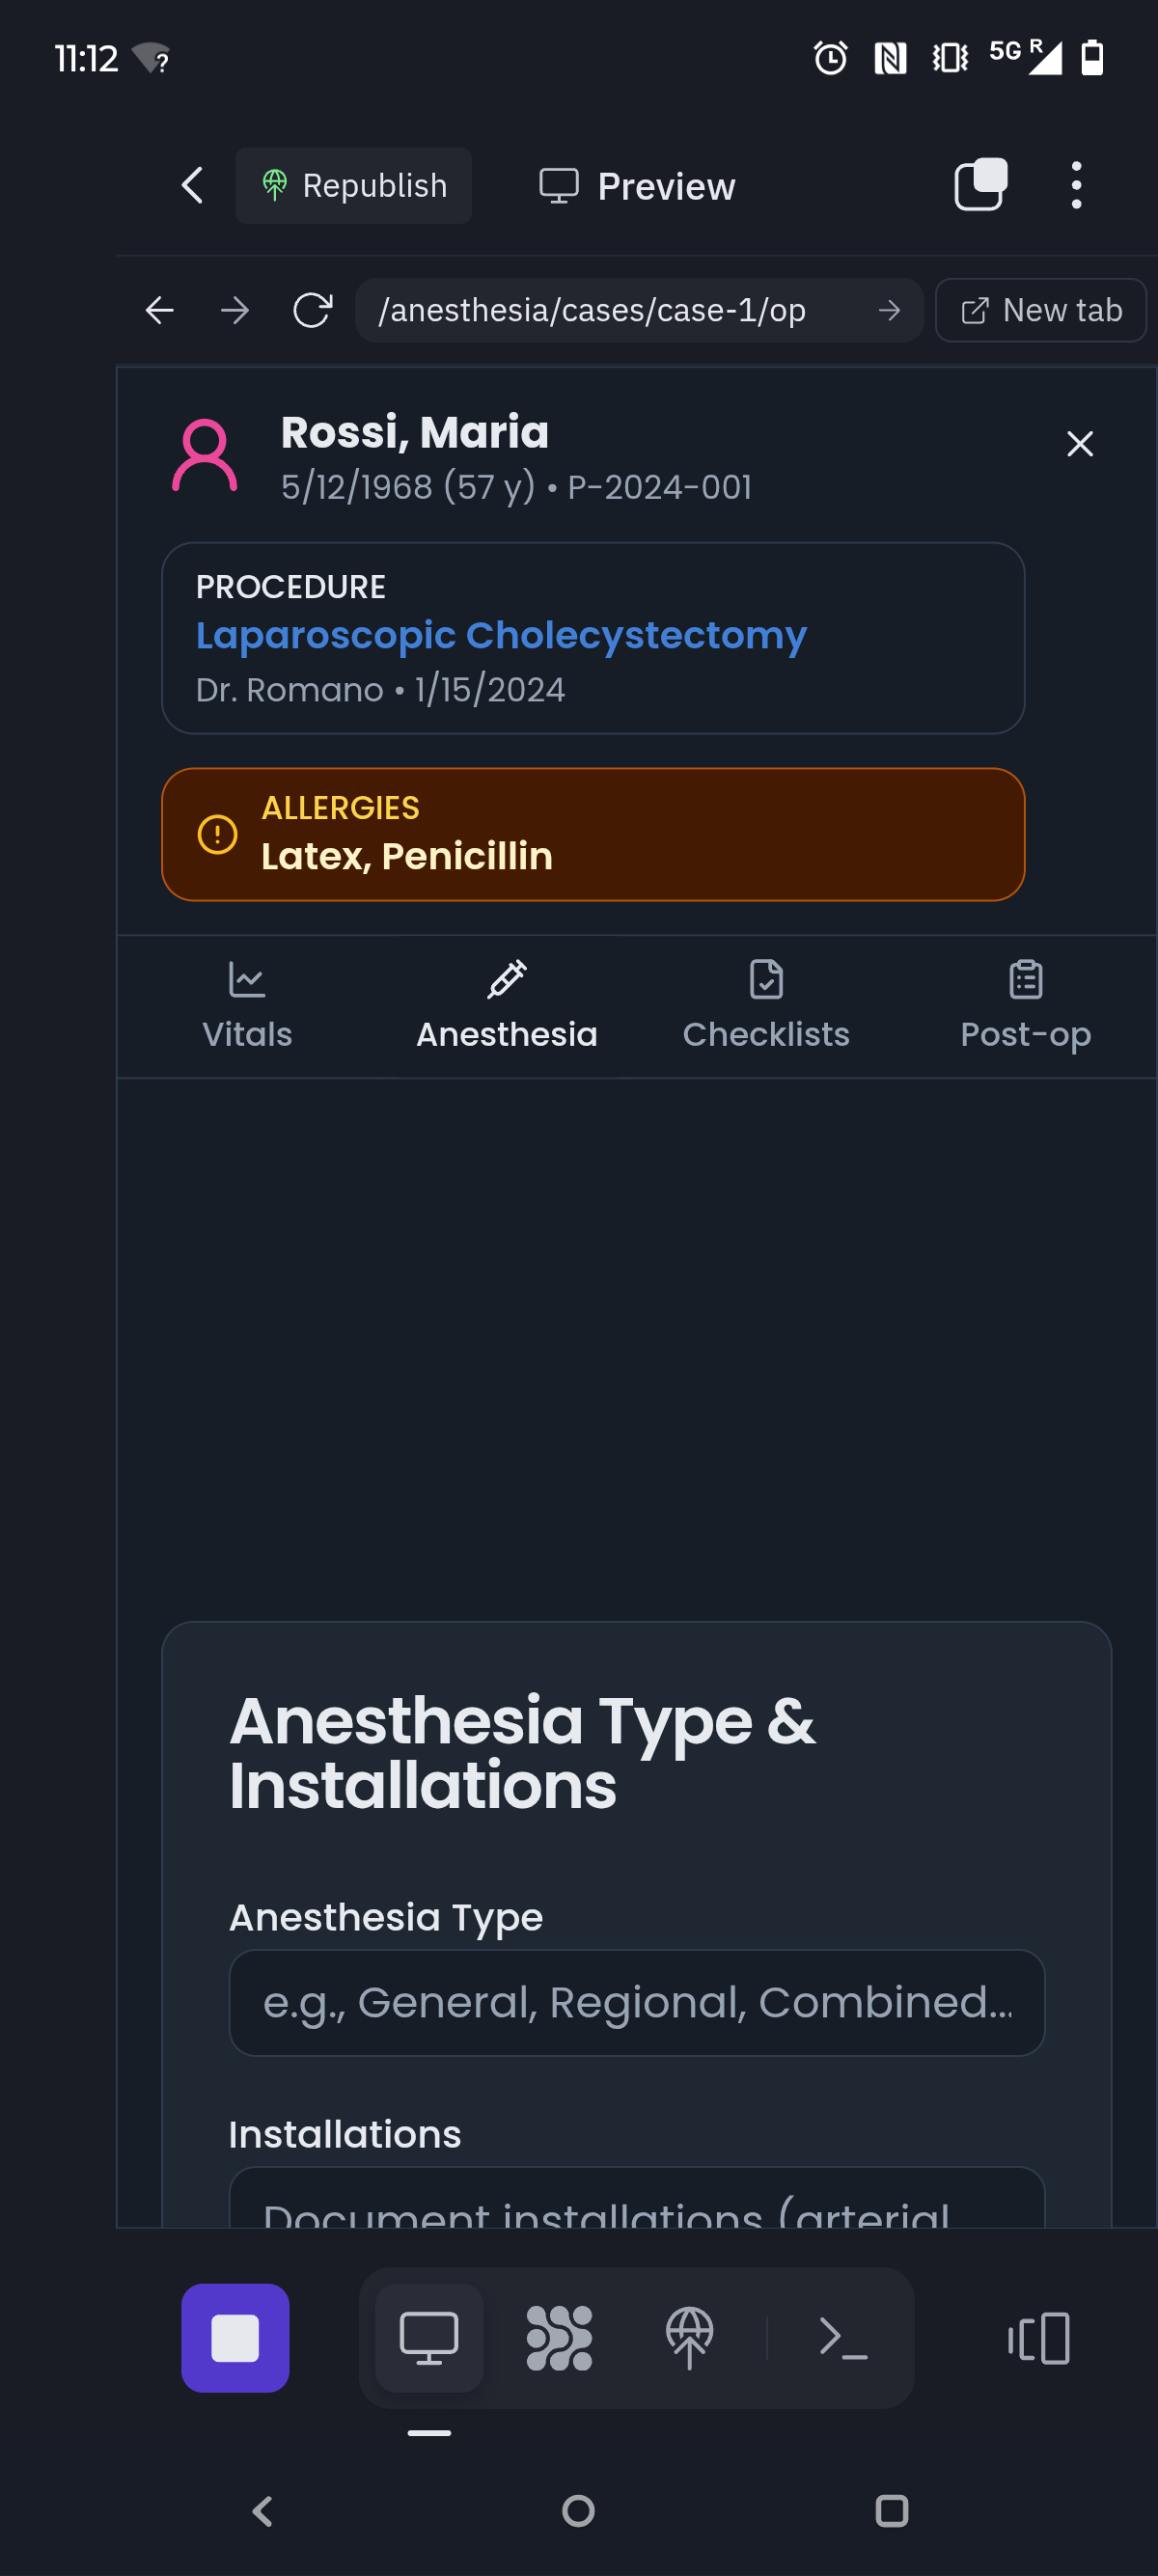 11:12
5G R
Republish
Preview
/anesthesia/cases/case-1/op
New tab
Rossi, Maria
5/12/1968 (57 y) • P-2024-001
PROCEDURE
Laparoscopic Cholecystectomy
Dr. Romano • 1/15/2024
ALLERGIES
Latex, Penicillin
Vitals
Anesthesia
Checklists
Post-op
Anesthesia Type &
Installations
Anesthesia Type
e.g., General, Regional, Combined...
Installations
Document installations (arterial